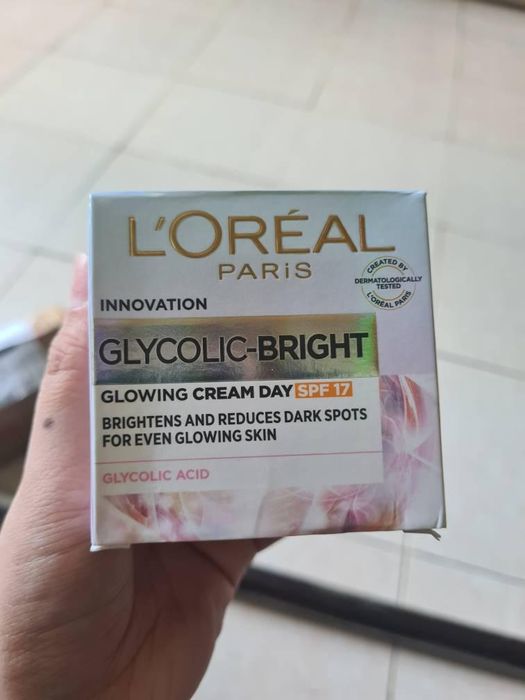 L'ORÉAL
PARiS
CREATED BY
DERMATOLOGICALLY
TESTED
L'ORÉAL PARIS
INNOVATION
GLYCOLIC-BRIGHT
GLOWING CREAM DAY SPF 17
BRIGHTENS AND REDUCES DARK SPOTS
FOR EVEN GLOWING SKIN
GLYCOLIC ACID